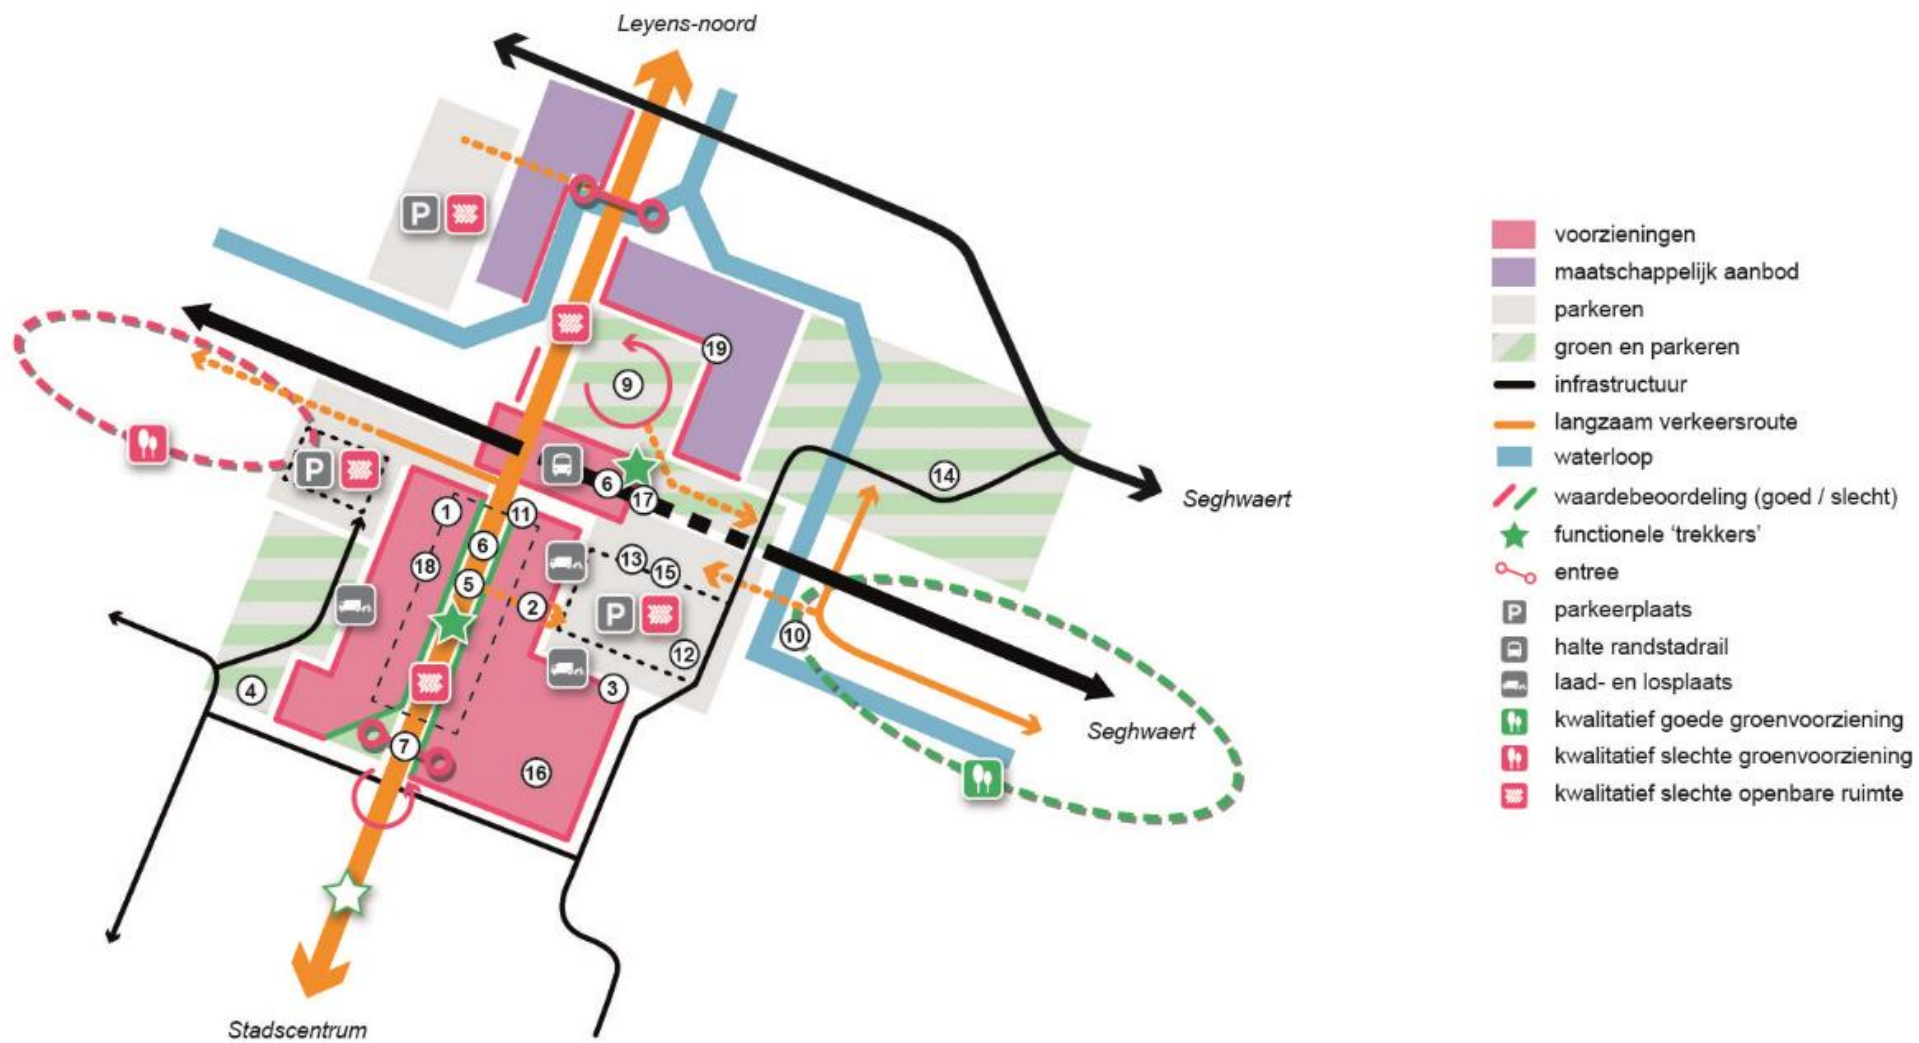 Leyens-noord
P
19
9
P
14
Seghwaert
6
17
1
11
6
18
13
15
5
2
P
10
12
4
3
7
16
Seghwaert
Stadscentrum
voorzieningen
maatschappelijk aanbod
parkeren
groen en parkeren
infrastructuur
langzaam verkeersroute
waterloop
waardebeoordeling (goed / slecht)
functionele ‘trekkers’
entree
P parkeerplaats
halte randstadrail
laad- en losplaats
kwalitatief goede groenvoorziening
kwalitatief slechte groenvoorziening
kwalitatief slechte openbare ruimte